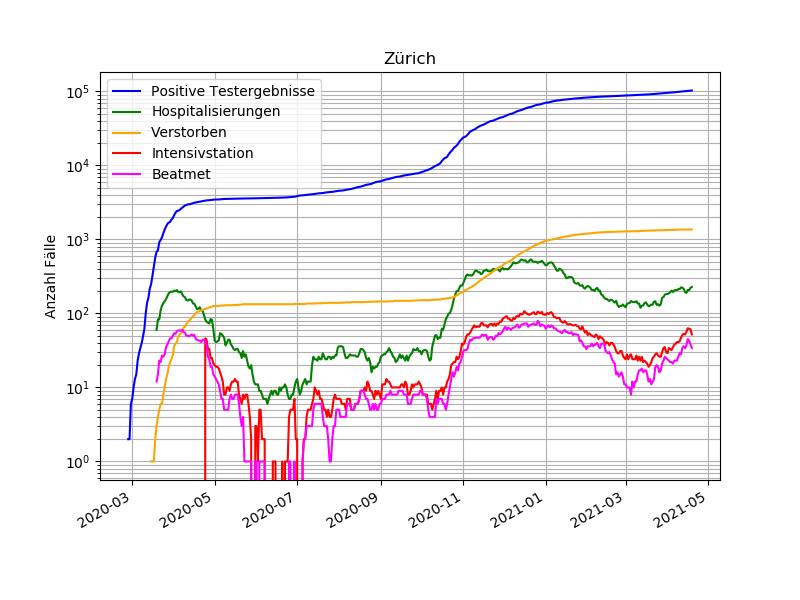 Zürich
Positive Testergebnisse
Hospitalisierungen
Verstorben
Intensivstation
Beatmet
Anzahl Fälle
10^5
10^4
10^3
10^2
10^1
10^0
2020-03
2020-05
2020-07
2020-09
2020-11
2021-01
2021-03
2021-05